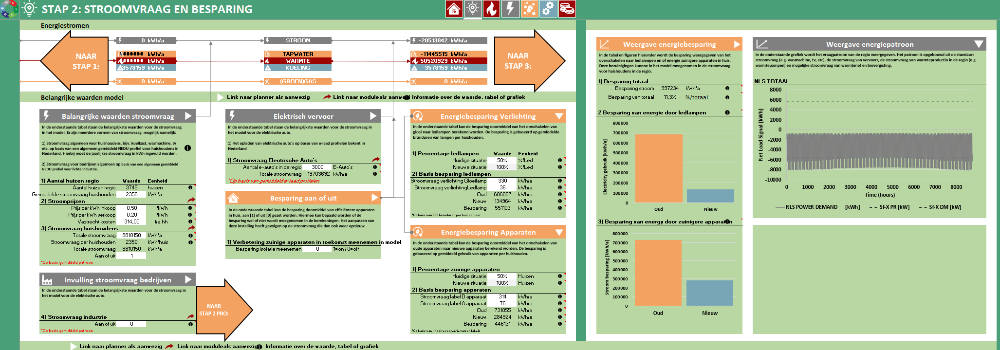 STAP 2: STROOMVRAAG EN BESPARING
Energiestromen
NAAR
STAP 1:
0 kWh/a
STROOM
-28513842 kWh/a
###### kWh/a
TAPWATER
-11445515 kWh/a
###### kWh/a
WARMTE
-50520929 kWh/a
3578159 kWh/a
KOELING
-3578159 kWh/a
0 kWh/a
(GROEN)GAS
0 kWh/a
NAAR
STAP 3:
Belangrijke waarden model
Link naar planner als aanwezig
Link naar moduleals aanwezi
Informatie over de waarde, tabel of grafiek
Balangrijke waarden stroomvraag
In de onderstaande tabel staan de belangrijkste waarden voor de stroomvraag
in het model. Er zijn meerdere vormen van stroomvraag mogelijk namelijk:
1) Stroomvraag algemeen voor huishoudens, bijv. koelkast, wasmachine, tv
etc. op basis van een algemeen gemiddeld NEDU profiel voor huishoudens in
Nederland. Hierbij moet de jaarlijkse stroomvraag in kWh ingevuld worden.
2) Stroomvraag voor bedrijven algemeen op basis van een algemeen gemiddeld
NEDU profiel voor lichte industrie.
1) Aantal huizen regio Waarde Eenheid
Aantal huizen regio 3749 huizen
Gemiddelde stroomvraag huishouden 2350 kWh/a
2) Stroomprijzen
Prijs per kWh inkoop 0,50 l/kWh
Prijs per kWh verkoop 0,20 l/kWh
Vastrecht kosten 314,00 l/a.hh
3) Stroomvraag huishoudens
Totale stroomvraag 8810150 kWh/a
Stroomvraag per huishouden 2350 kWh/huis
Totale stroomvraag 8810150 kWh/a
Aan of uit 1
*Op basis gemiddeld patroon
Invulling stroomvraag bedrijven
In de onderstaande tabel staan de belangrijkste waarden voor de stroomvraag in
het model voor de elektrische auto.
4) Stroomvraag industrie
Aan of uit 0
*Op basis gemiddeld patroon
NAAR
STAP 2 PRO:
Elektrisch vervoer
In de onderstaande tabel staan de belangrijkste waarden voor de stroomvraag in
het model voor de elektrische auto.
1) Het opladen van elektrische auto's op bases van e-laad profielen bekent in
Nederland
1) Stroomvraag Electrische Auto's
Aantal e-auto's in de regio 3000 E-Auto's
Totale stroomvraag -19703692 kWh/a
*Op basis van gemiddeld e-laad profielen
Besparing aan of uit
In de onderstaande tabel kan de besparing doormiddel van efficiëntere apparaten
in huis, aan [1] of uit [0] gezet worden. Hiermee kan bepaald worden of de
besparing wel of niet wordt meegenomen in de berekeningen. Het aanpassen van
deze instelling heeft gevolgen op de stroomvraag die dan ook weer opnieuw
1) Verbetering zuinige apparaten in toekomst meenemen in model
Besparing isolatie meenemen 0 1=on / 0=off
Energiebesparing Verlichting
In de onderstaande tabel kan de besparing doormiddel van het omschakelen van
gloei naar ledlampen berekend worden. De besparing is gebaseerd op gemiddelde
branduren van lampen per huishouden.
1) Percentage ledlampen Waarde Eenheid
Huidige situatie 50% %/Led
Nieuwe situatie 100% %/Led
2) Basis besparing ledlampen
Stroomvraag verlichting Gloeilamp 330 kWh/a
Stroomvraag verlichtingLedlamp 36 kWh/a
Oud 686067 kWh/a
Nieuw 134964 kWh/a
Besparing 551103 kWh/a
*Op basis van 550 branduren per huis per jaar
Energiebesparing Apparaten
In de onderstaande tabel kan de besparing doormiddel van het omschakelen van
oude apparaten naar nieuwe apparaten berekend worden. De besparing is
gebaseerd op gemiddeld gebruik van apparaten per huishouden.
1) Percentage zuinige apparaten
Huidige situatie 50% Huizen
Nieuwe situatie 100% Huizen
2) Basis besparing apperaten
Stroomvraag label D apparaat 314 kWh/a
Stroomvraag label A apparaat 76 kWh/a
Oud 731055 kWh/a
Nieuw 284924 kWh/a
Besparing 446131 kWh/a
*Op basis van lineaire regressie tussen labels
Link naar planner als aanwezig
Link naar moduleals aanwezig
Informatie over de waarde, tabel of grafiek
Weergave energiebesparing
In de tabel en figuren hieronder wordt de besparing weergegeven van het
overschakelen naar ledlampen en of energie zuinigere apparaten in huis.
Deze bezuinigingen kunnne in het model meegenomen in de stroomvraag
voor huishoudens in de regio.
1) Besparing totaal
Besparing stroom 997234 kWh/a
Besparing van totaal 11,3% %/totaal
2 Besparing van energie door ledlampen
Electricity gebruik [kWh/a]
800000
700000
600000
500000
400000
300000
200000
100000
0
Oud
Nieuw
3) Besparing van energy door zuinigere apparaten
Stroom besparing [kWh/a]
800000
700000
600000
500000
400000
300000
200000
100000
0
Oud
Nieuw
Weergave energiepatroon
In de onderstaande grafiek wordt het vraagpatroon van de regio weergegeven. Het patroon is opgebouwd uit de standaart
stroomvraag (e.g. wasmachine, tv, etc), de stroomvraag van vervoerr, de stroomvraag van warmteproductio in de regio (e.g.
warmtepompen) en mogelijke stroomvraag van warmtenet en biovergisting.
NLS TOTAAL
Net Load Signal [kWh]
8000
6000
4000
2000
0
-2000
-4000
-6000
-8000
-10000
0 1000 2000 3000 4000 5000 6000 7000 8000
Time (hours)
NLS POWER DEMAND [kWh]
Sf-X PR [kW]
Sf-X DM [kW]